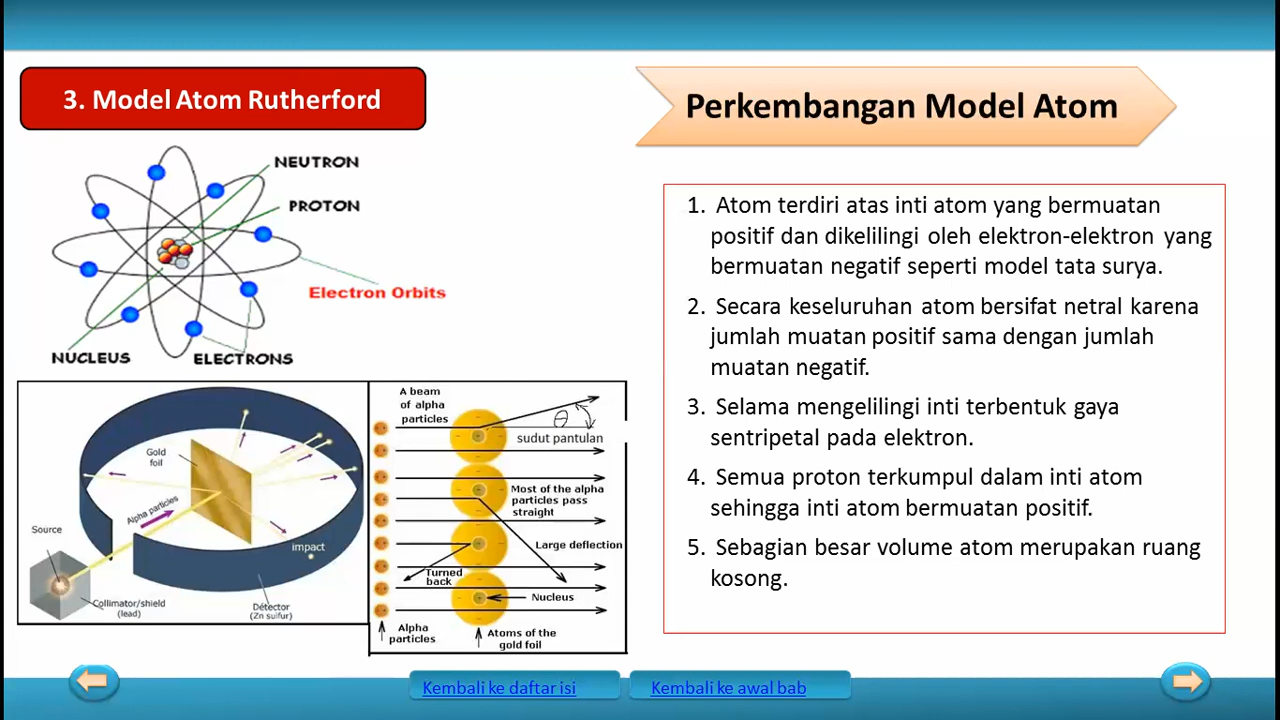 3. Model Atom Rutherford
Perkembangan Model Atom
NEUTRON
PROTON
Electron Orbits
NUCLEUS
ELECTRONS
Gold
foil
Alpha particles
Source
impact
Collimator/shield
(lead)
Détector
(Zn sulfur)
A beam
of alpha
particles
θ
sudut pantulan
Most of the alpha
particles pass
straight
Large deflection
Turned
back
Nucleus
Alpha
particles
Atoms of the
gold foil
1. Atom terdiri atas inti atom yang bermuatan
positif dan dikelilingi oleh elektron-elektron yang
bermuatan negatif seperti model tata surya.
2. Secara keseluruhan atom bersifat netral karena
jumlah muatan positif sama dengan jumlah
muatan negatif.
3. Selama mengelilingi inti terbentuk gaya
sentripetal pada elektron.
4. Semua proton terkumpul dalam inti atom
sehingga inti atom bermuatan positif.
5. Sebagian besar volume atom merupakan ruang
kosong.
Kembali ke daftar isi
Kembali ke awal bab